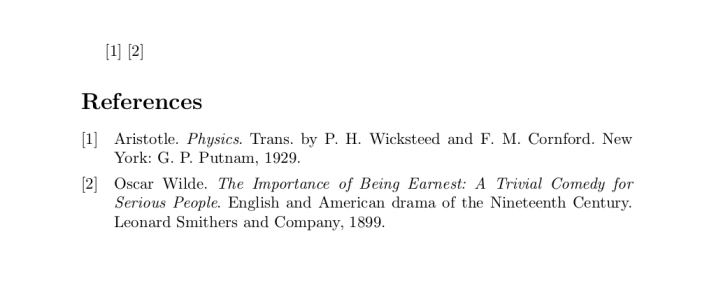 [1] [2]
References
[1] Aristotle. Physics. Trans. by P. H. Wicksteed and F. M. Cornford. New
York: G. P. Putnam, 1929.
[2] Oscar Wilde. The Importance of Being Earnest: A Trivial Comedy for
Serious People. English and American drama of the Nineteenth Century.
Leonard Smithers and Company, 1899.